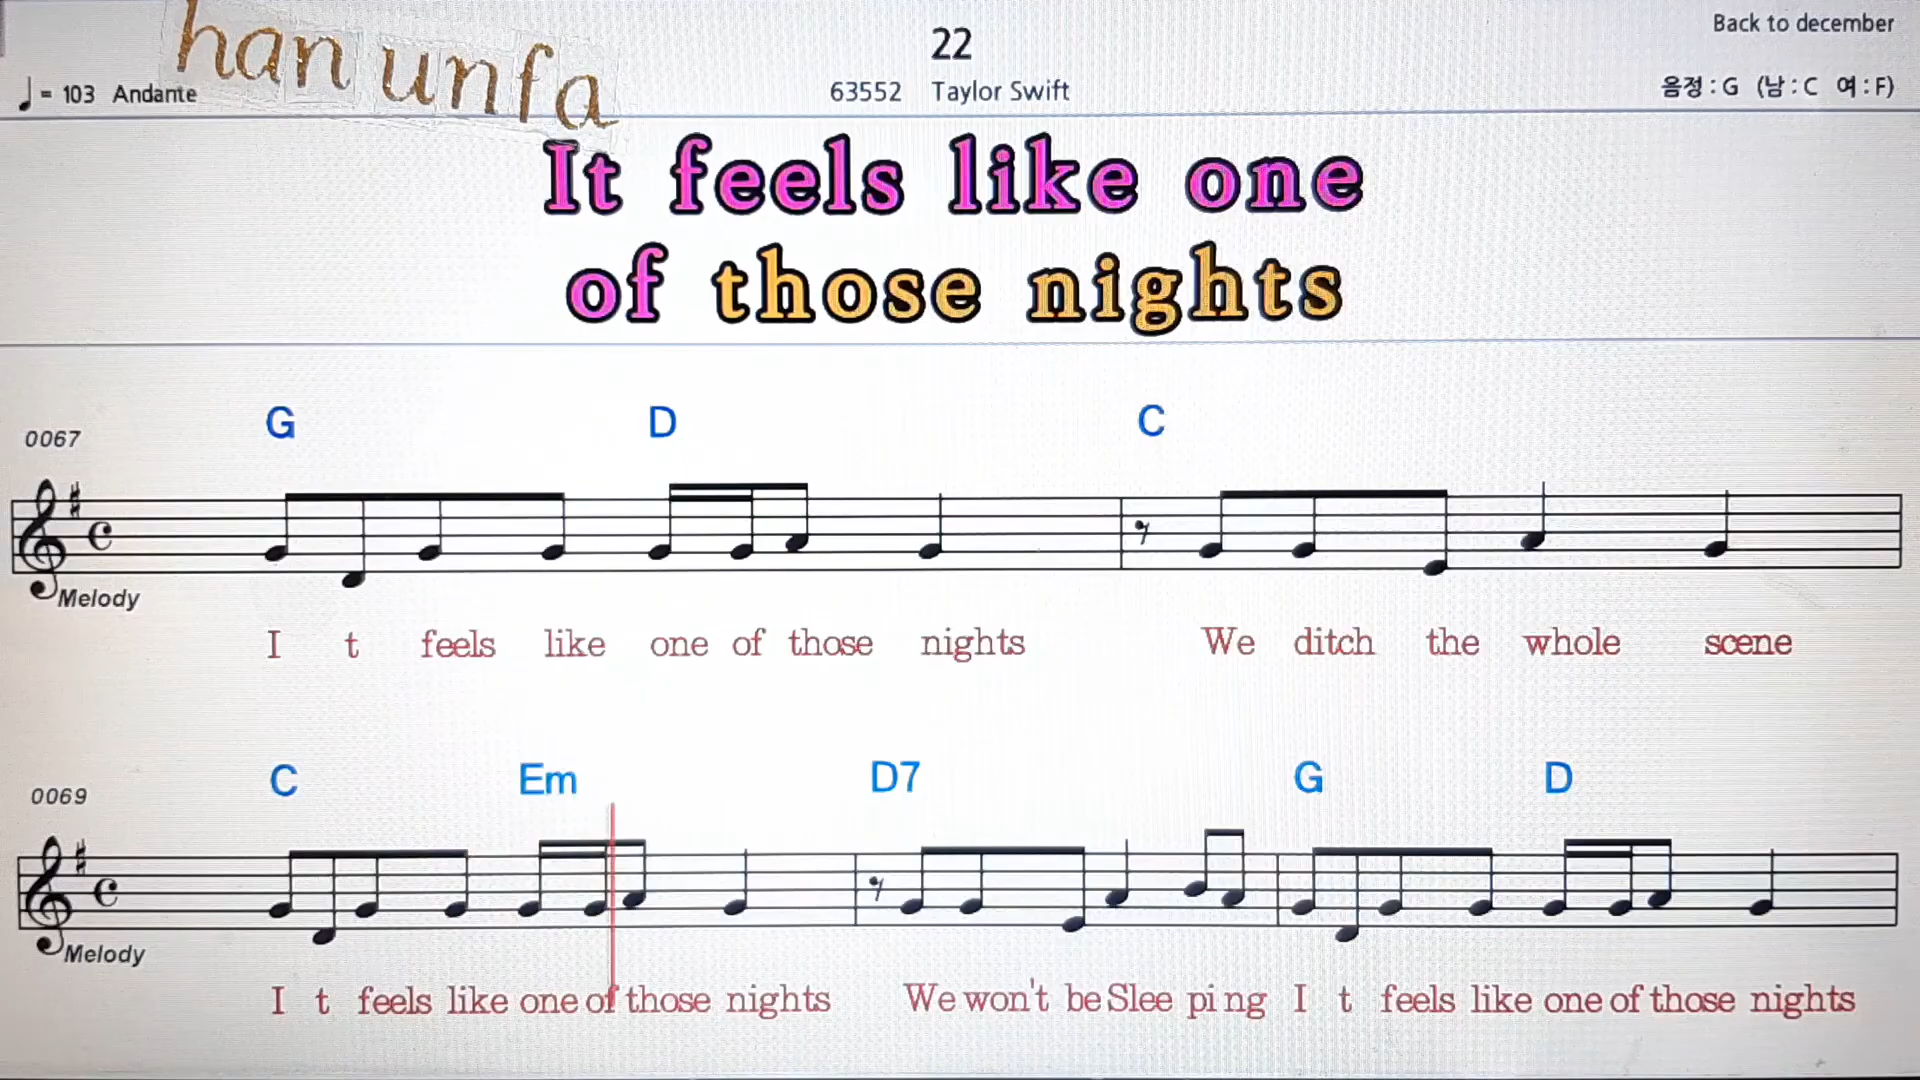 han unfa
22
Back to december
♩= 103 Andante
63552 Taylor Swift
음정 : G (남 : C 여 : F)
It feels like one
of those nights
G D C
0067
Melody
I t feels like one of those nights We ditch the whole scene
C Em D7 G D
0069
Melody
I t feels like one of those nights We won't be Slee pi ng I t feels like one of those nights